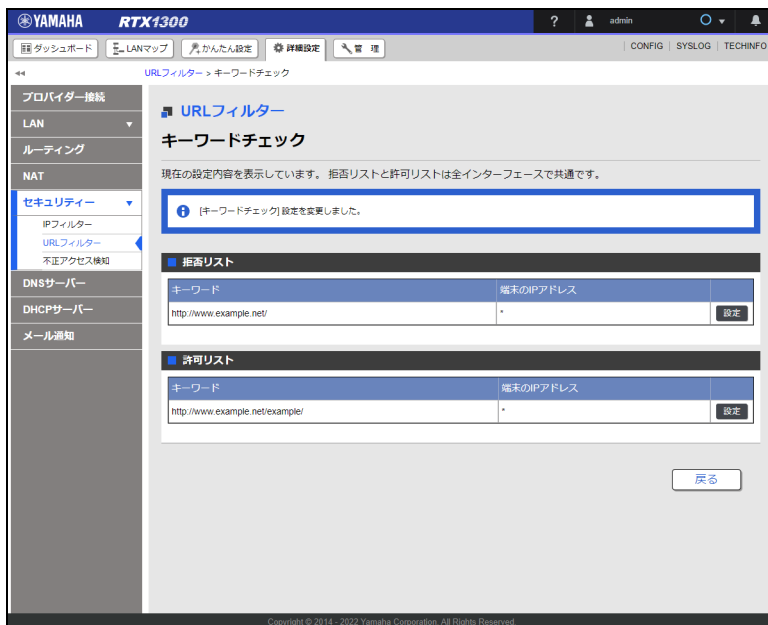 YAMAHA RTX1300 ? admin
ダッシュボード LANマップ かんたん設定 詳細設定 管 理 CONFIG SYSLOG TECHINFO
URLフィルター > キーワードチェック
プロバイダー接続
LAN
ルーティング
NAT
セキュリティー
IPフィルター
URLフィルター
不正アクセス検知
DNSサーバー
DHCPサーバー
メール通知
URLフィルター
キーワードチェック
現在の設定内容を表示しています。 拒否リストと許可リストは全インターフェースで共通です。
[キーワードチェック] 設定を変更しました。
拒否リスト
キーワード 端末のIPアドレス
http://www.example.net/ * 設定
許可リスト
キーワード 端末のIPアドレス
http://www.example.net/example/ * 設定
戻る
Copyright © 2014 - 2022 Yamaha Corporation. All Rights Reserved.